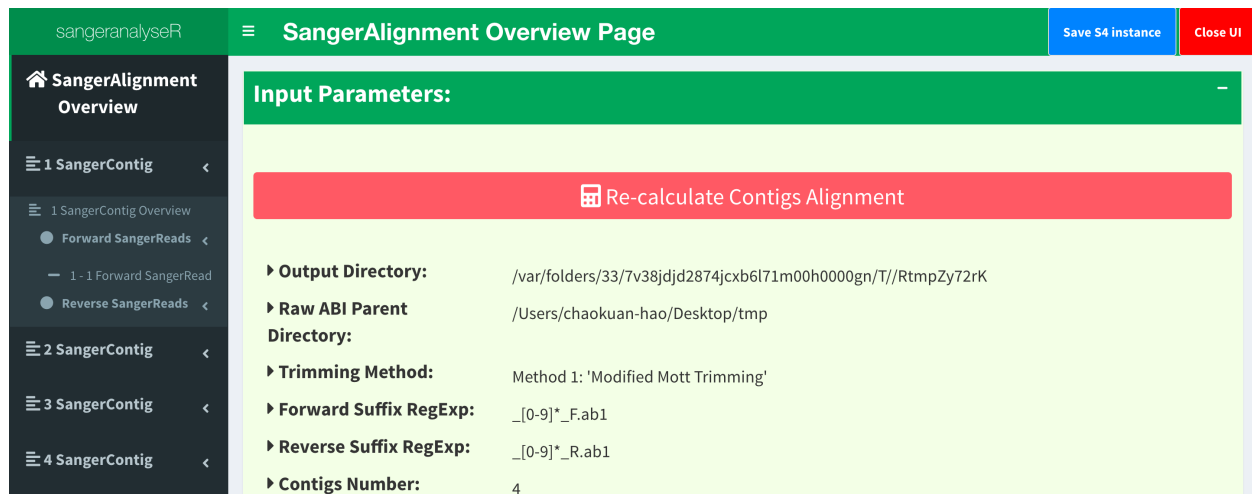 sangeranalyseR
SangerAlignment Overview Page
Save S4 instance
Close UI
SangerAlignment
Overview
1 SangerContig
1 SangerContig Overview
Forward SangerReads
1 - 1 Forward SangerRead
Reverse SangerReads
2 SangerContig
3 SangerContig
4 SangerContig
Input Parameters:
Re-calculate Contigs Alignment
Output Directory: /var/folders/33/7v38jdjd2874jcxb6l71m00h0000gn/T//RtmpZy72rK
Raw ABI Parent /Users/chaokuan-hao/Desktop/tmp
Directory:
Trimming Method: Method 1: 'Modified Mott Trimming'
Forward Suffix RegExp: _[0-9]*_F.ab1
Reverse Suffix RegExp: _[0-9]*_R.ab1
Contigs Number: 4